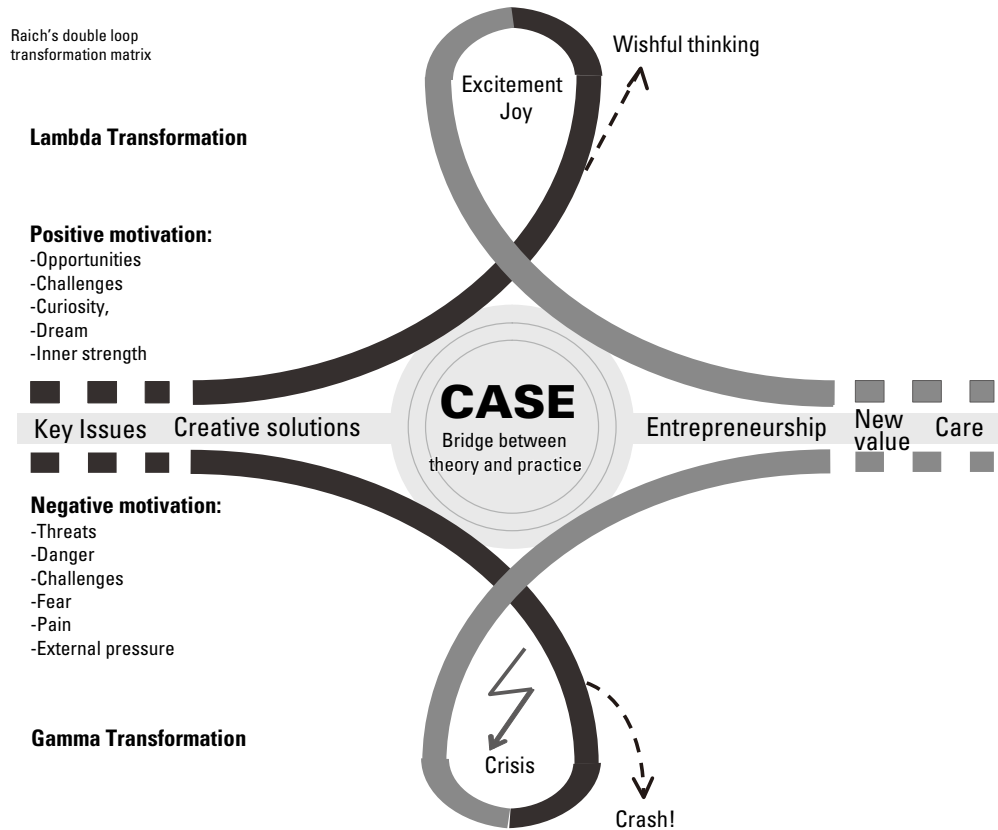 Raich's double loop
transformation matrix
Wishful thinking
Excitement
Joy
Lambda Transformation
Positive motivation:
-Opportunities
-Challenges
-Curiosity,
-Dream
-Inner strength
Key Issues
Creative solutions
CASE
Bridge between
theory and practice
Entrepreneurship
New
value
Care
Negative motivation:
-Threats
-Danger
-Challenges
-Fear
-Pain
-External pressure
Gamma Transformation
Crisis
Crash!